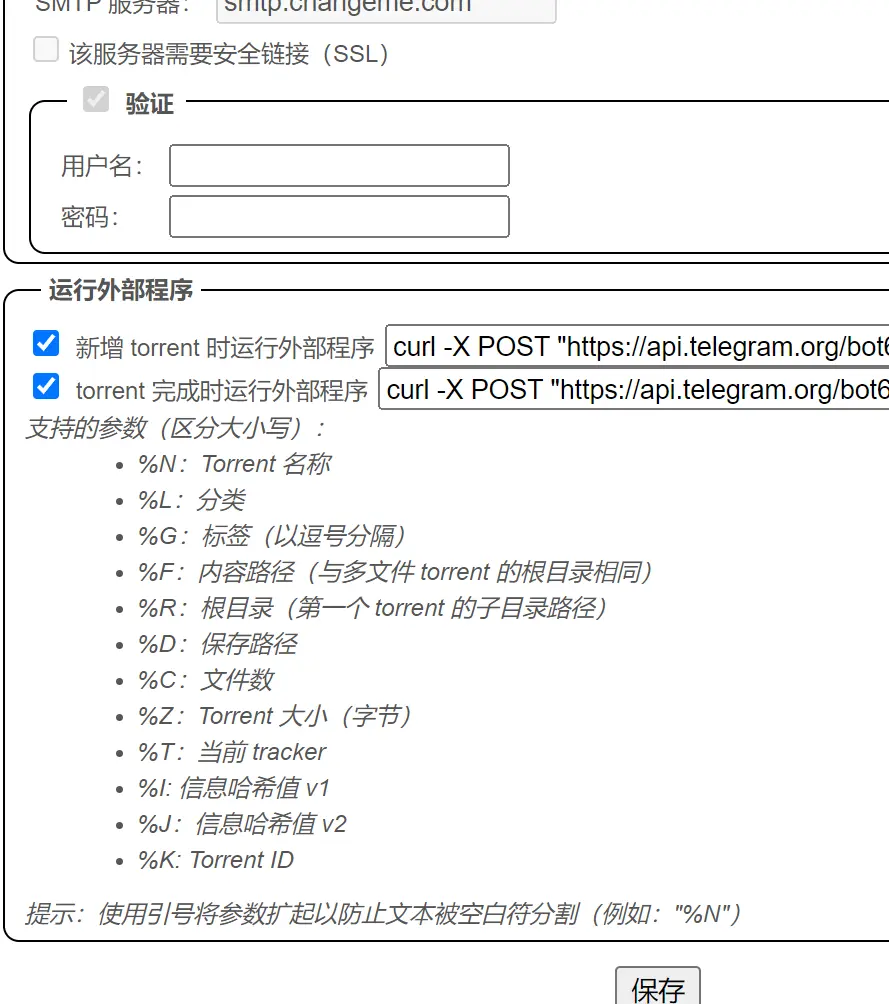 SMTP 服务器： smtp.changeme.com
该服务器需要安全链接（SSL）
验证
用户名：
密码：
运行外部程序
新增 torrent 时运行外部程序 curl -X POST "https://api.telegram.org/bot6
torrent 完成时运行外部程序 curl -X POST "https://api.telegram.org/bot6
支持的参数（区分大小写）：
• %N：Torrent 名称
• %L：分类
• %G：标签（以逗号分隔）
• %F：内容路径（与多文件 torrent 的根目录相同）
• %R：根目录（第一个 torrent 的子目录路径）
• %D：保存路径
• %C：文件数
• %Z：Torrent 大小（字节）
• %T：当前 tracker
• %I: 信息哈希值 v1
• %J：信息哈希值 v2
• %K: Torrent ID
提示：使用引号将参数扩起以防止文本被空白符分割（例如："%N"）
保存